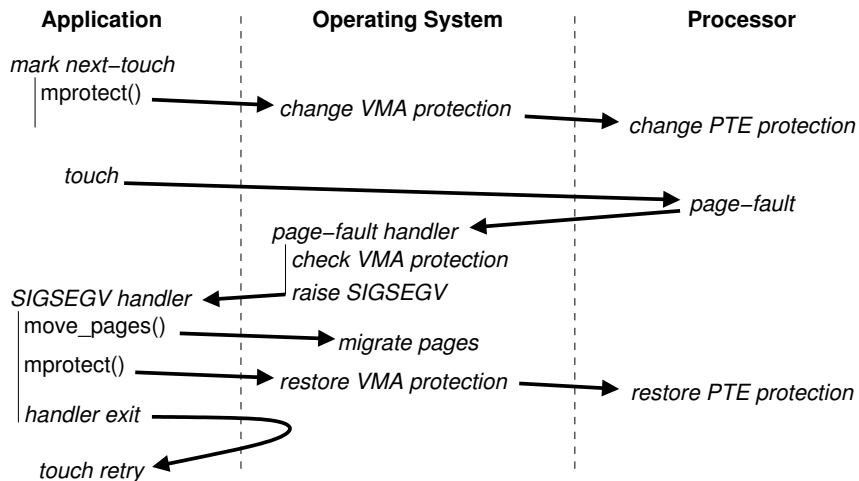 Application Operating System Processor
mark next−touch
mprotect()
change VMA protection
change PTE protection
touch
page−fault
page−fault handler
check VMA protection
raise SIGSEGV
SIGSEGV handler
move_pages()
migrate pages
mprotect()
restore VMA protection
restore PTE protection
handler exit
touch retry